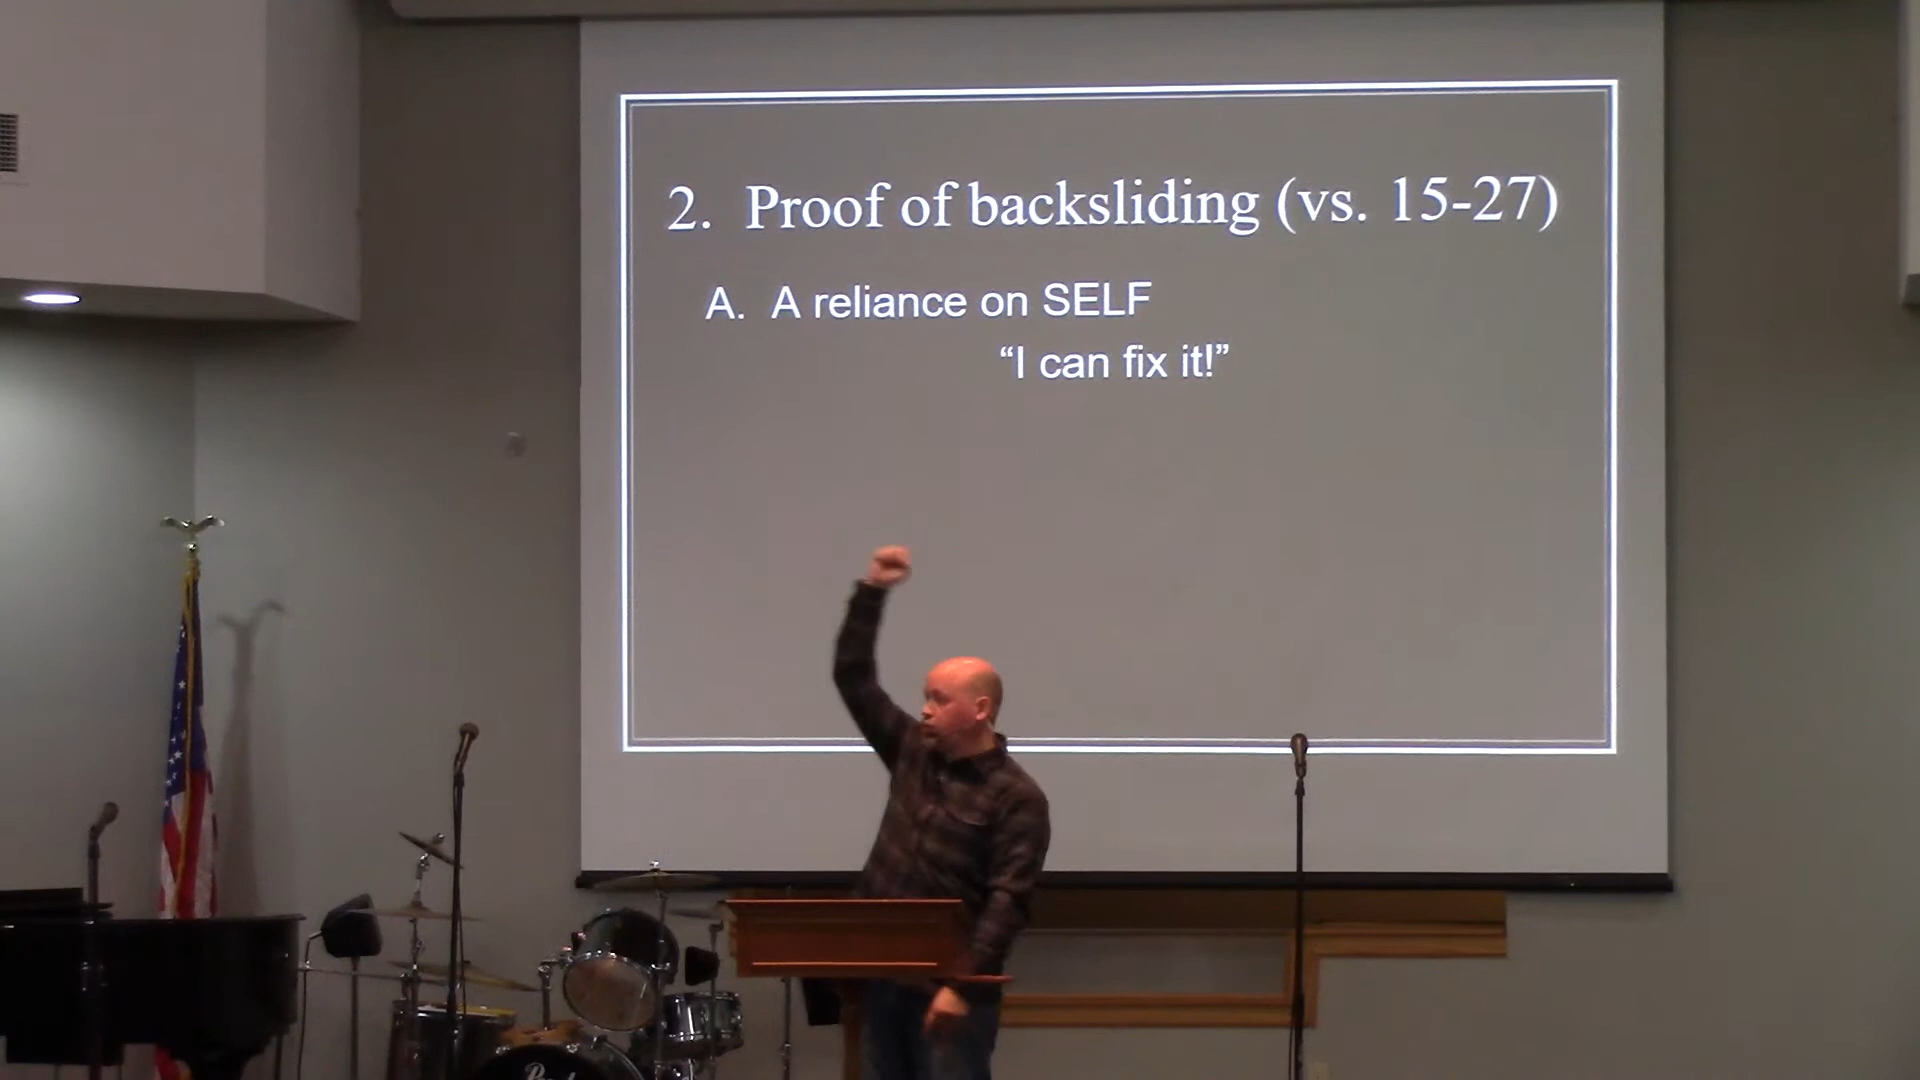 2. Proof of backsliding (vs. 15-27)
A. A reliance on SELF
“I can fix it!”